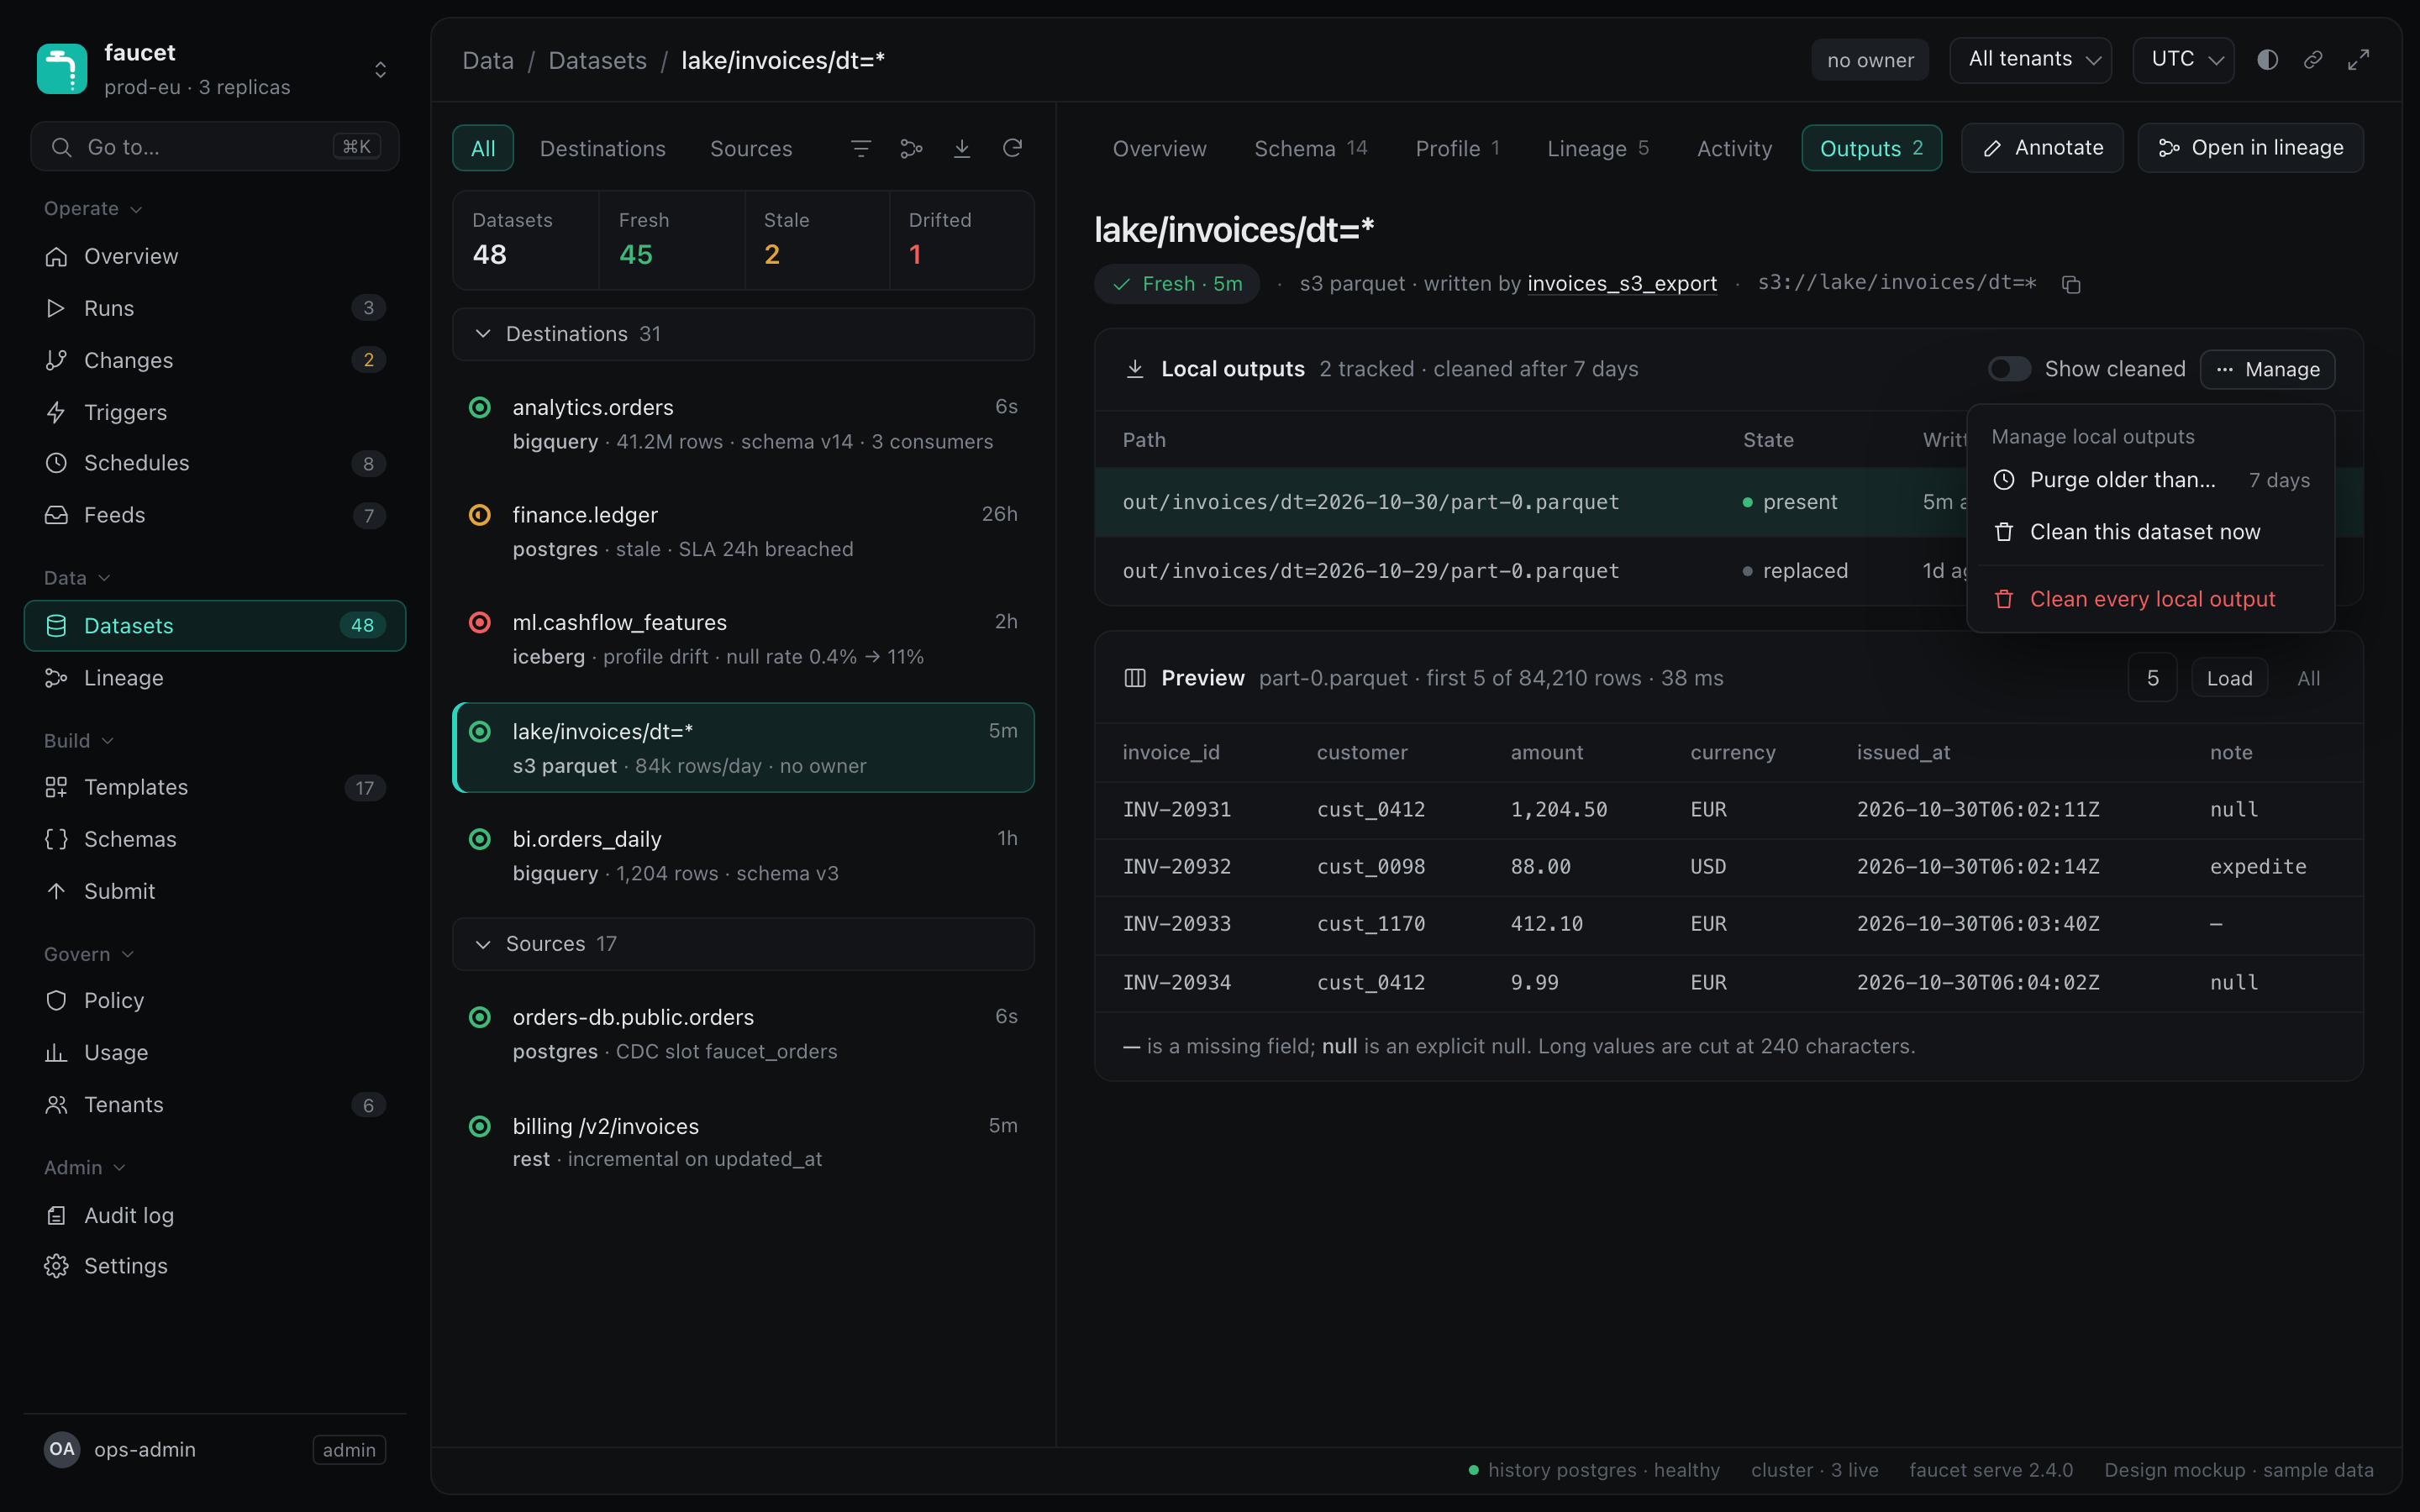 faucet
prod-eu · 3 replicas
Go to...
⌘K
Operate
Overview
Runs 3
Changes 2
Triggers
Schedules 8
Feeds 7
Data
Datasets 48
Lineage
Build
Templates 17
Schemas
Submit
Govern
Policy
Usage
Tenants 6
Admin
Audit log
Settings
OA ops-admin admin
Data / Datasets / lake/invoices/dt=*
no owner All tenants UTC
All Destinations Sources
Datasets Fresh Stale Drifted
48 45 2 1
Destinations 31
analytics.orders 6s
bigquery · 41.2M rows · schema v14 · 3 consumers
finance.ledger 26h
postgres · stale · SLA 24h breached
ml.cashflow_features 2h
iceberg · profile drift · null rate 0.4% → 11%
lake/invoices/dt=* 5m
s3 parquet · 84k rows/day · no owner
bi.orders_daily 1h
bigquery · 1,204 rows · schema v3
Sources 17
orders-db.public.orders 6s
postgres · CDC slot faucet_orders
billing /v2/invoices 5m
rest · incremental on updated_at
Overview Schema 14 Profile 1 Lineage 5 Activity Outputs 2 Annotate Open in lineage
lake/invoices/dt=*
Fresh · 5m · s3 parquet · written by invoices_s3_export · s3://lake/invoices/dt=*
Local outputs 2 tracked · cleaned after 7 days Show cleaned ··· Manage
Path State Writt
out/invoices/dt=2026-10-30/part-0.parquet present 5m a
out/invoices/dt=2026-10-29/part-0.parquet replaced 1d ag
Manage local outputs
Purge older than... 7 days
Clean this dataset now
Clean every local output
Preview part-0.parquet · first 5 of 84,210 rows · 38 ms 5 Load All
invoice_id customer amount currency issued_at note
INV-20931 cust_0412 1,204.50 EUR 2026-10-30T06:02:11Z null
INV-20932 cust_0098 88.00 USD 2026-10-30T06:02:14Z expedite
INV-20933 cust_1170 412.10 EUR 2026-10-30T06:03:40Z —
INV-20934 cust_0412 9.99 EUR 2026-10-30T06:04:02Z null
— is a missing field; null is an explicit null. Long values are cut at 240 characters.
history postgres · healthy cluster · 3 live faucet serve 2.4.0 Design mockup · sample data